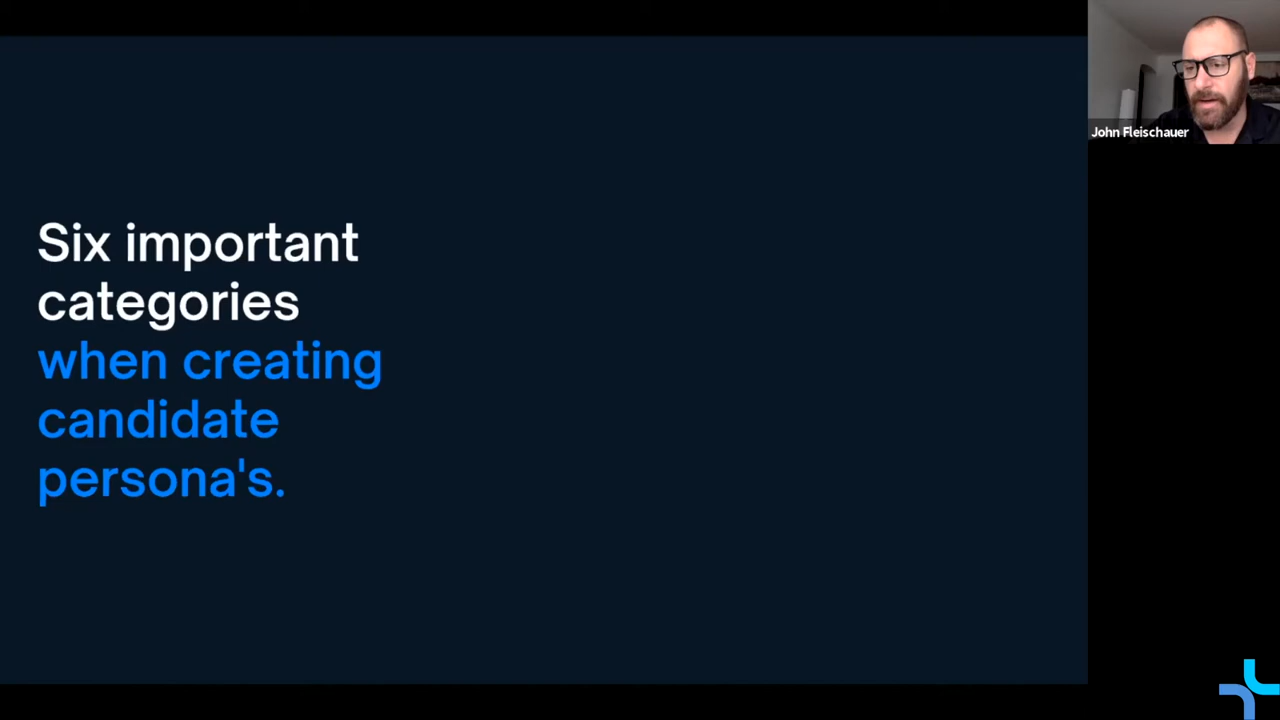 Six important
categories
when creating
candidate
persona's.
John Fleischauer